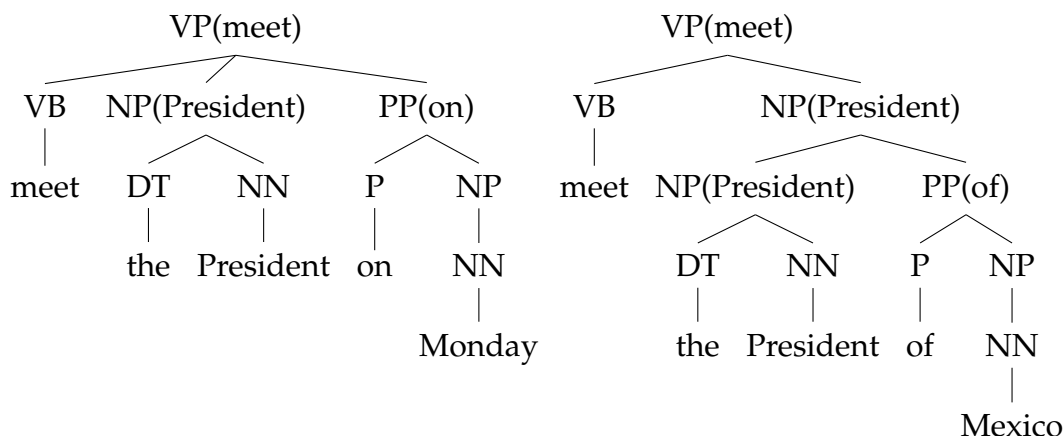 VP(meet) VP(meet)
VB NP(President) PP(on) VB NP(President)
meet DT NN P NP meet NP(President) PP(of)
the President on NN DT NN P NP
Monday the President of NN
Mexico